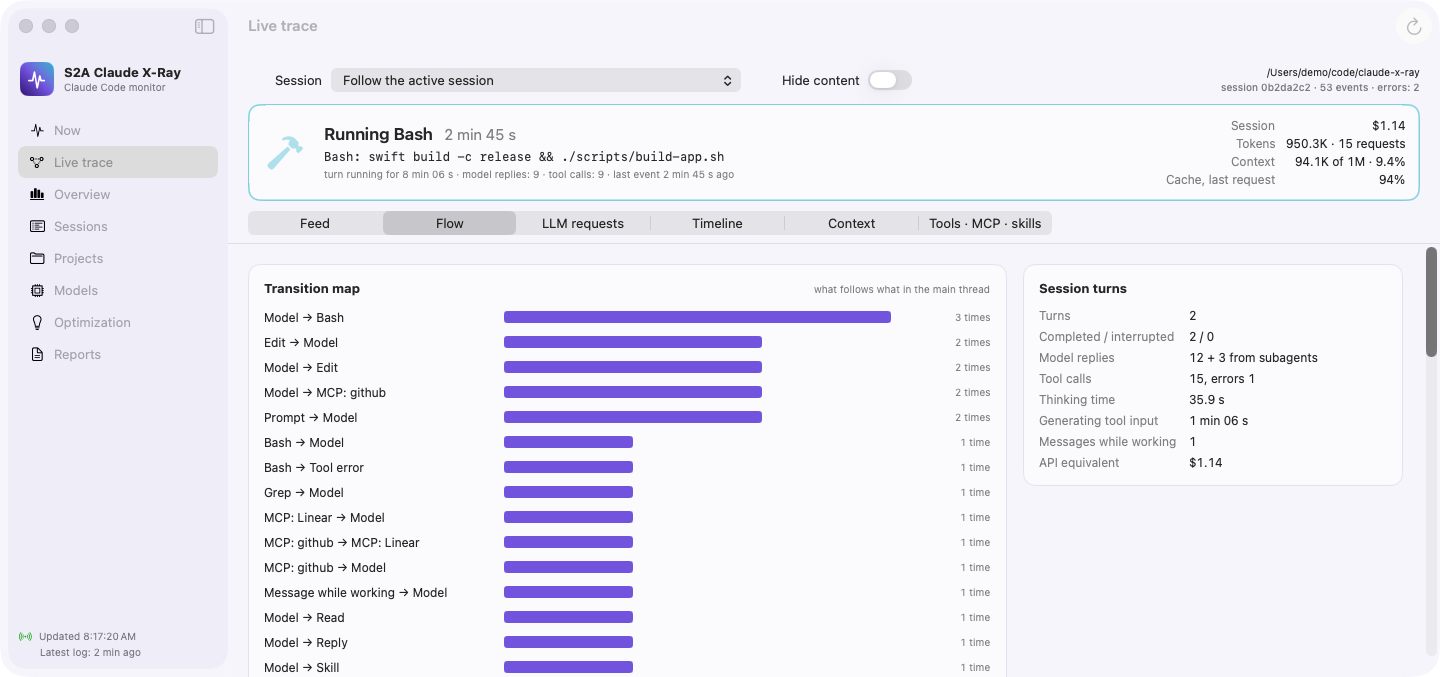 Live trace
S2A Claude X-Ray
Claude Code monitor
Now
Live trace
Overview
Sessions
Projects
Models
Optimization
Reports
Updated 8:17:20 AM
Latest log: 2 min ago
Session Follow the active session Hide content
/Users/demo/code/claude-x-ray
session 0b2da2c2 · 53 events · errors: 2
Running Bash 2 min 45 s
Bash: swift build -c release && ./scripts/build-app.sh
turn running for 8 min 06 s · model replies: 9 · tool calls: 9 · last event 2 min 45 s ago
Session $1.14
Tokens 950.3K · 15 requests
Context 94.1K of 1M · 9.4%
Cache, last request 94%
Feed Flow LLM requests Timeline Context Tools · MCP · skills
Transition map what follows what in the main thread
Model → Bash 3 times
Edit → Model 2 times
Model → Edit 2 times
Model → MCP: github 2 times
Prompt → Model 2 times
Bash → Model 1 time
Bash → Tool error 1 time
Grep → Model 1 time
MCP: Linear → Model 1 time
MCP: github → MCP: Linear 1 time
MCP: github → Model 1 time
Message while working → Model 1 time
Model → Read 1 time
Model → Reply 1 time
Model → Skill 1 time
Session turns
Turns 2
Completed / interrupted 2 / 0
Model replies 12 + 3 from subagents
Tool calls 15, errors 1
Thinking time 35.9 s
Generating tool input 1 min 06 s
Messages while working 1
API equivalent $1.14